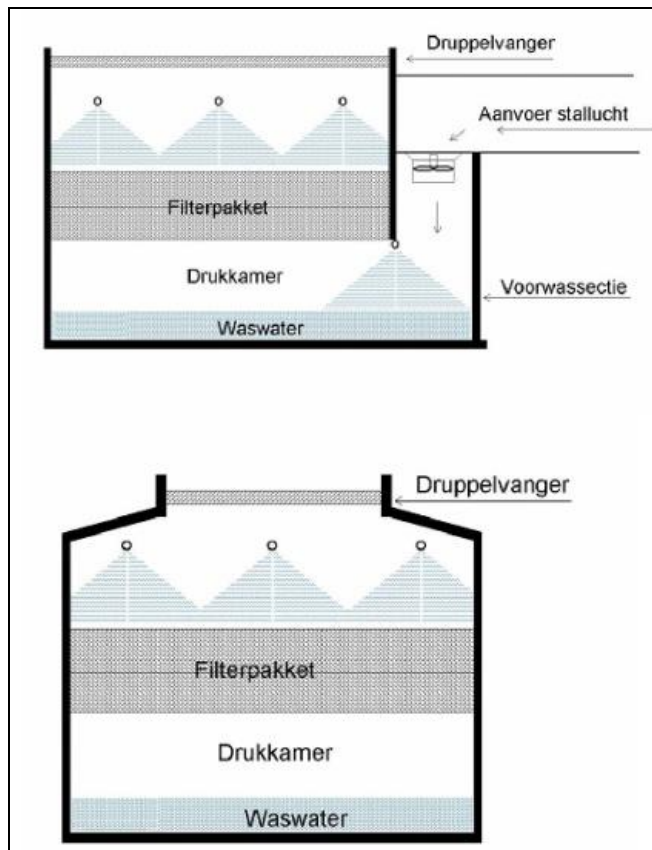 Druppelvanger
Aanvoer stallucht
Filterpakket
Drukkamer
Voorwassectie
Waswater
Druppelvanger
Filterpakket
Drukkamer
Waswater